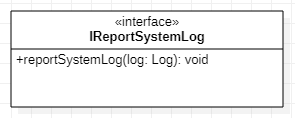 «interface»
IReportSystemLog
+reportSystemLog(log: Log): void